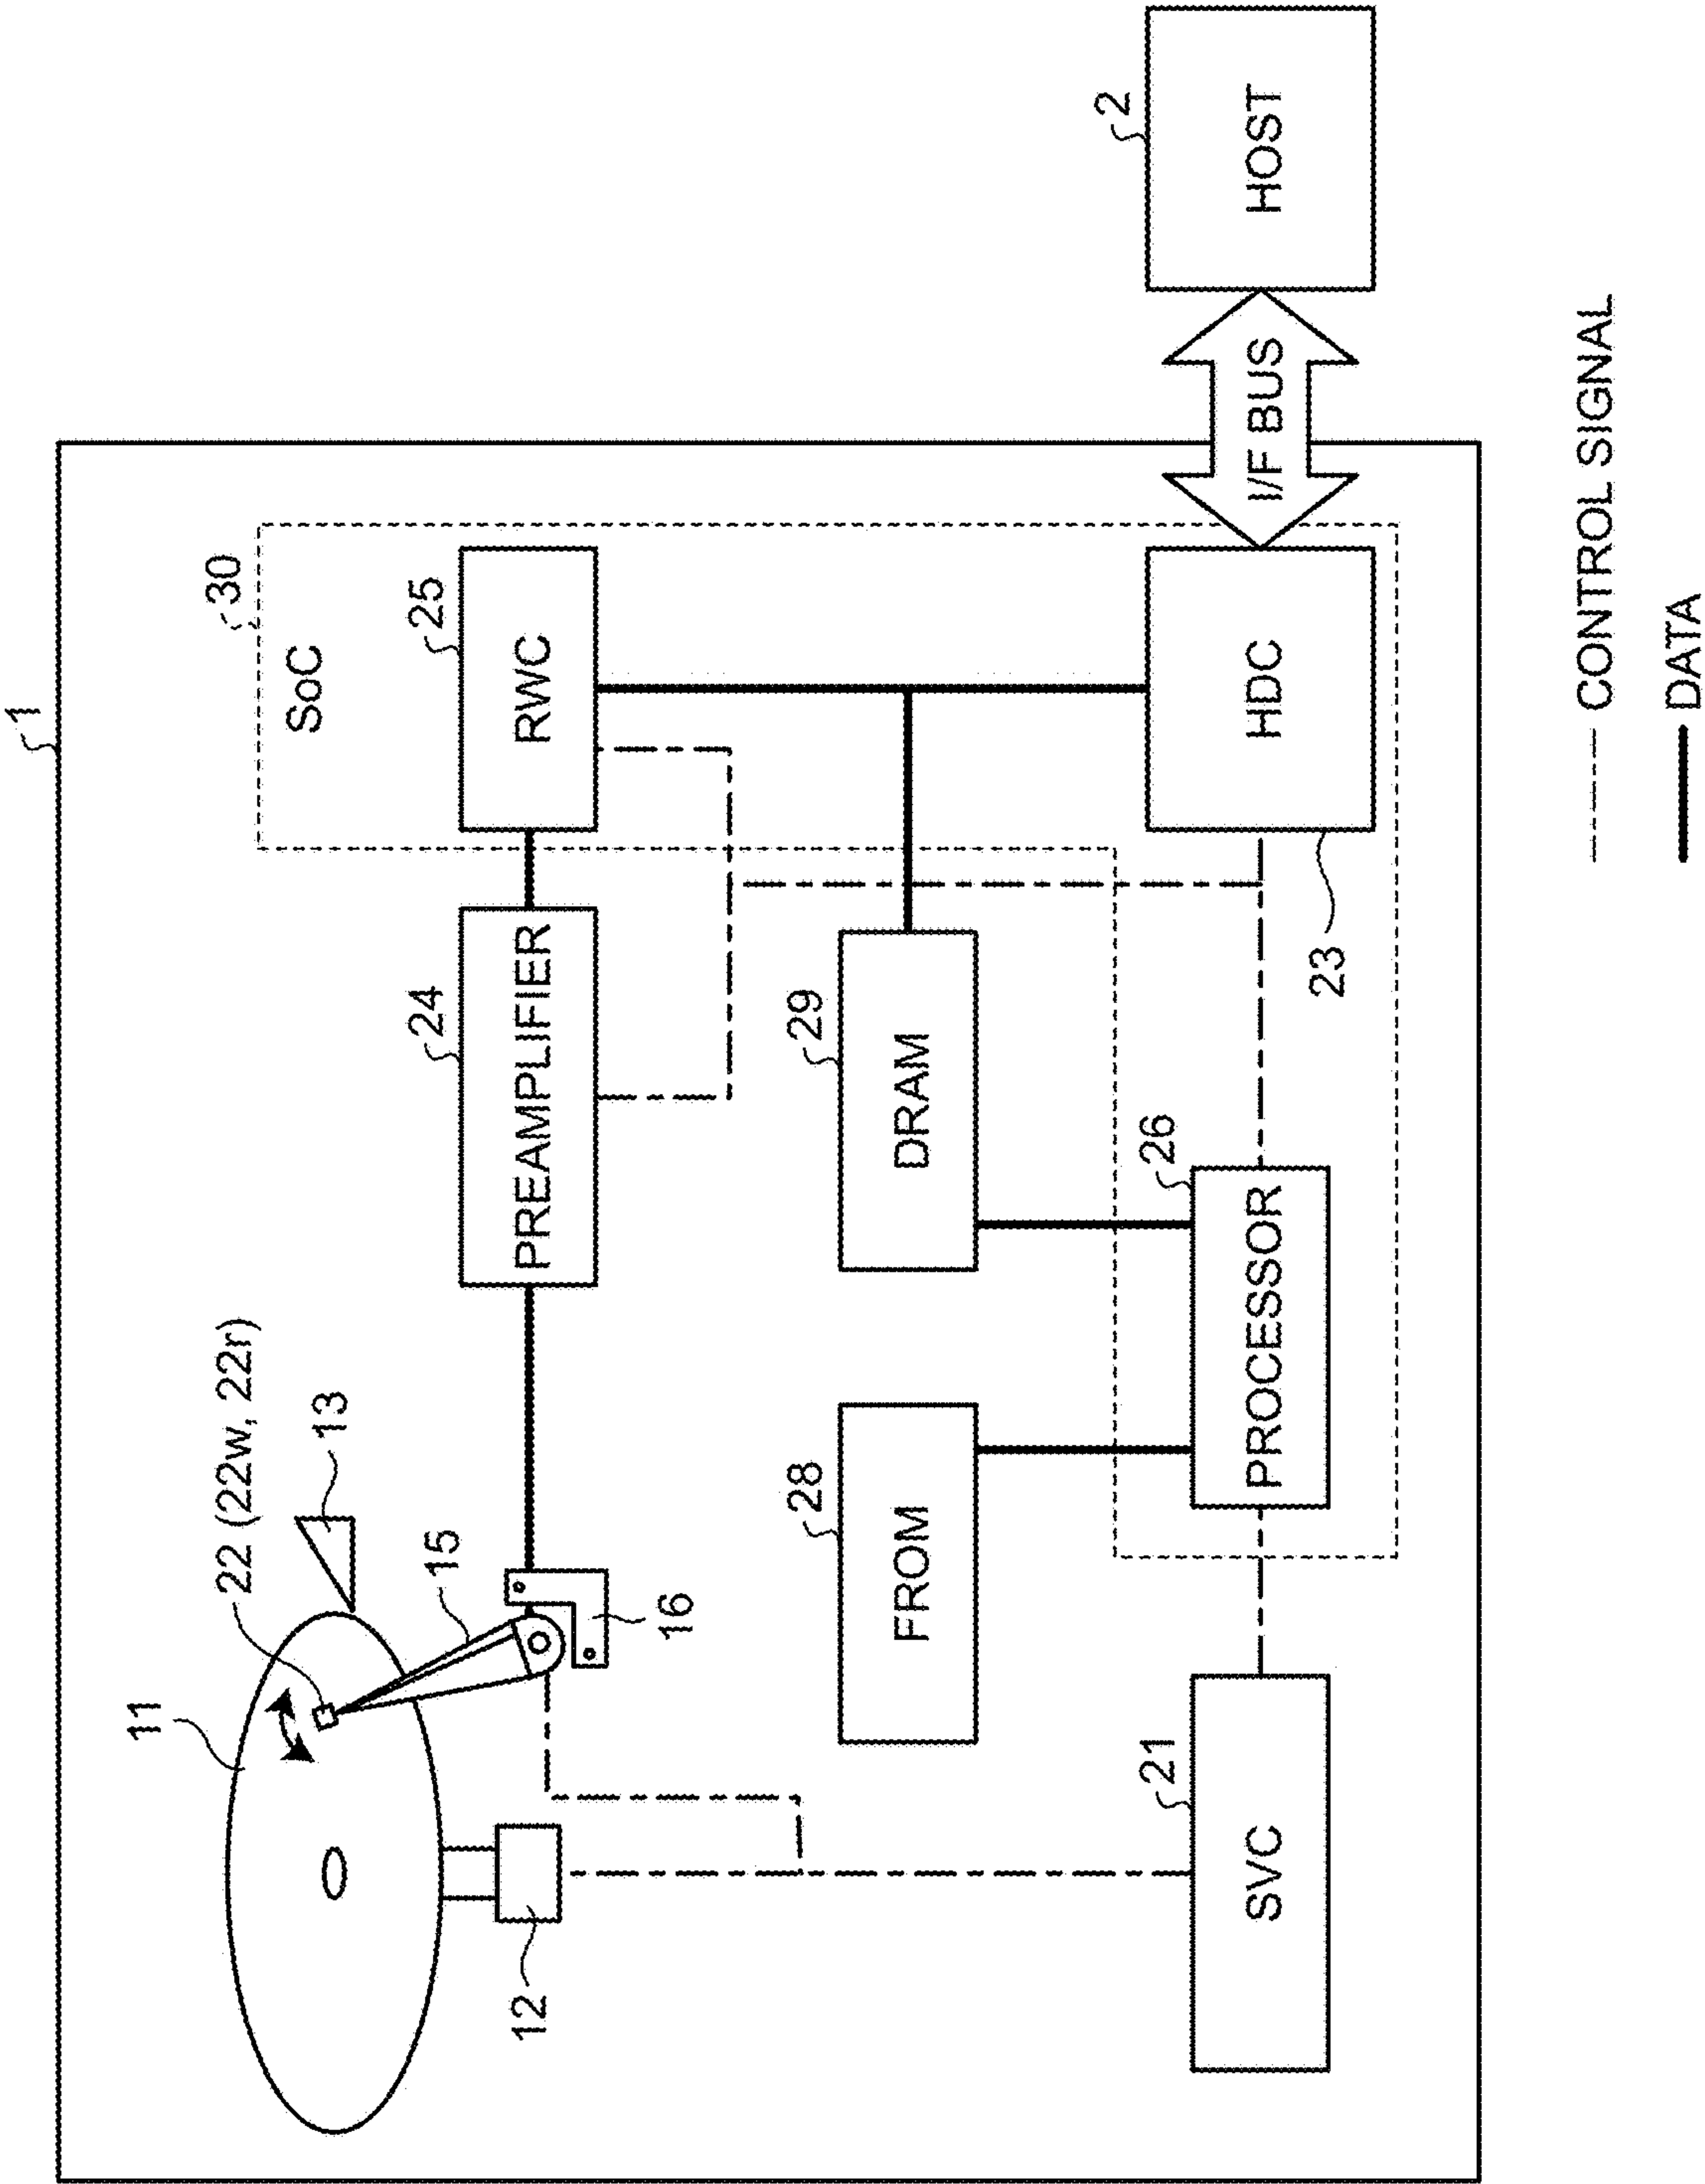 1
11
22 (22w, 22r)
13
15
16
12
24
PREAMPLIFIER
30
SoC
25
RWC
28
FROM
29
DRAM
21
SVC
26
PROCESSOR
23
HDC
I/F BUS
2
HOST
CONTROL SIGNAL
DATA